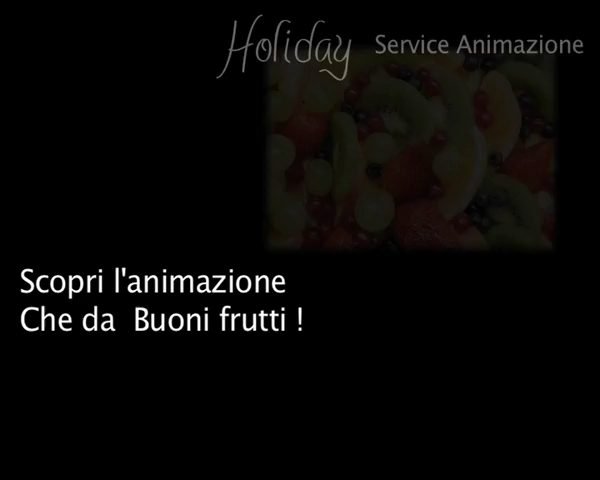 Holiday Service Animazione
Scopri l'animazione
Che da  Buoni frutti !